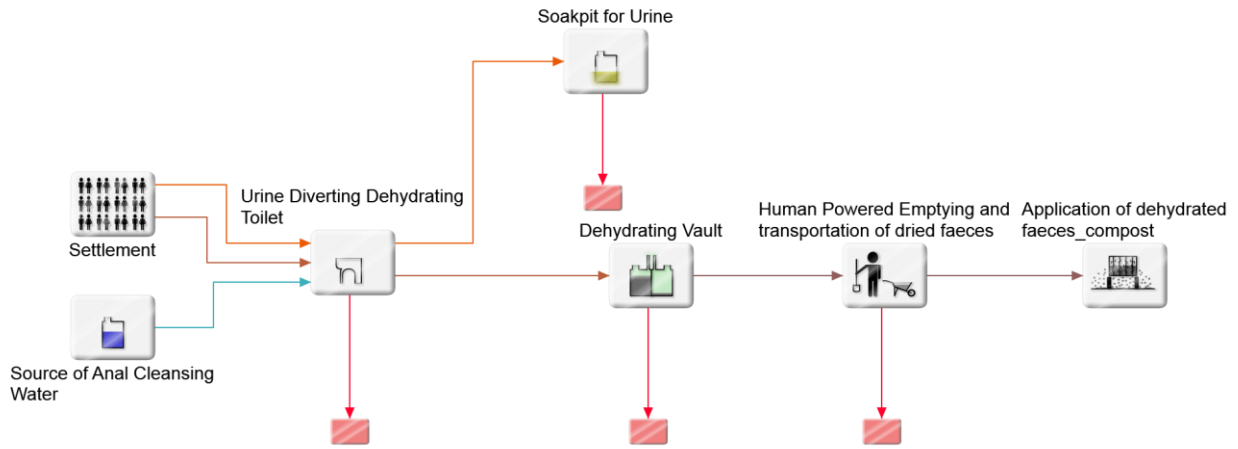 Soakpit for Urine
Urine Diverting Dehydrating
Toilet
Settlement
Dehydrating Vault
Human Powered Emptying and
transportation of dried faeces
Application of dehydrated
faeces_compost
Source of Anal Cleansing
Water